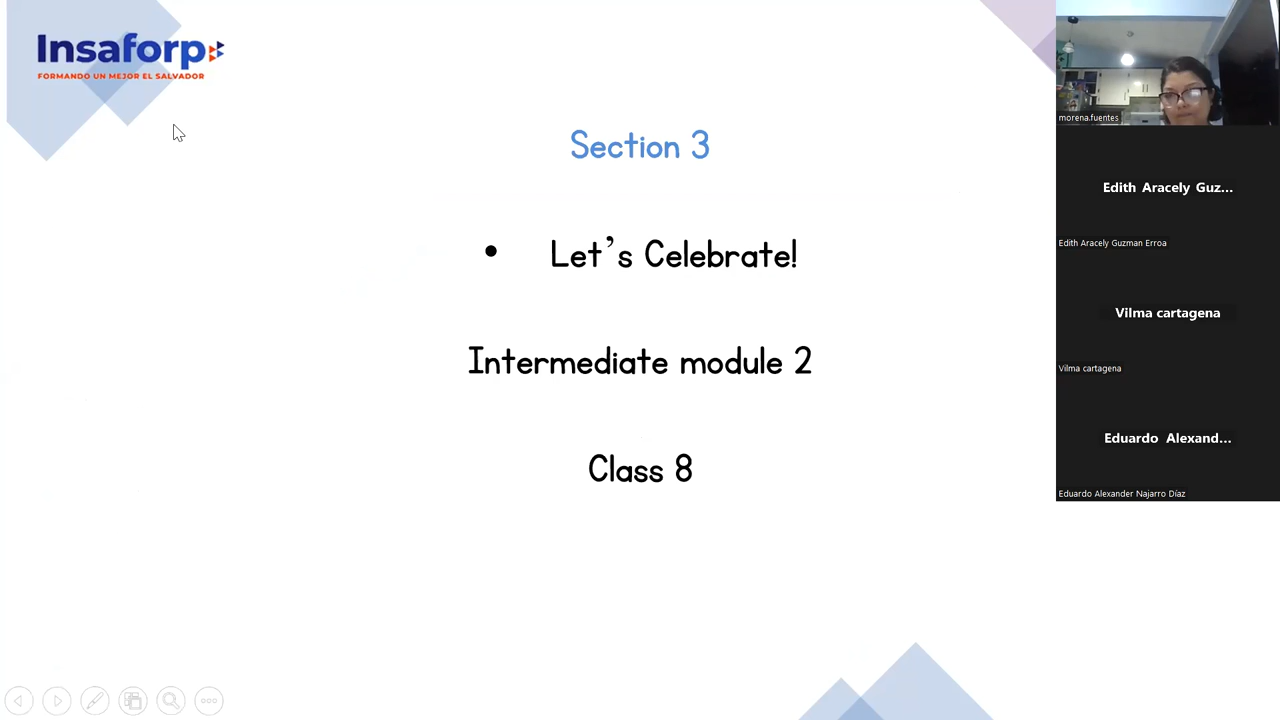 Insaforp
FORMANDO UN MEJOR EL SALVADOR
Section 3
• Let's Celebrate!
Intermediate module 2
Class 8
morena.fuentes
Edith Aracely Guz...
Edith Aracely Guzman Erroa
Vilma cartagena
Vilma cartagena
Eduardo Alexand...
Eduardo Alexander Najarro Díaz